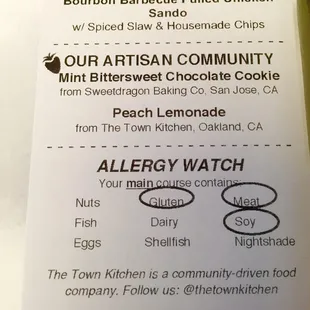 Bourbon Barbecue Pulled Chicken
Sando
w/ Spiced Slaw & Housemade Chips
OUR ARTISAN COMMUNITY
Mint Bittersweet Chocolate Cookie
from Sweetdragon Baking Co, San Jose, CA
Peach Lemonade
from The Town Kitchen, Oakland, CA
ALLERGY WATCH
Your main course contains:
Nuts Gluten Meat
Fish Dairy Soy
Eggs Shellfish Nightshade
The Town Kitchen is a community-driven food
company. Follow us: @thetownkitchen